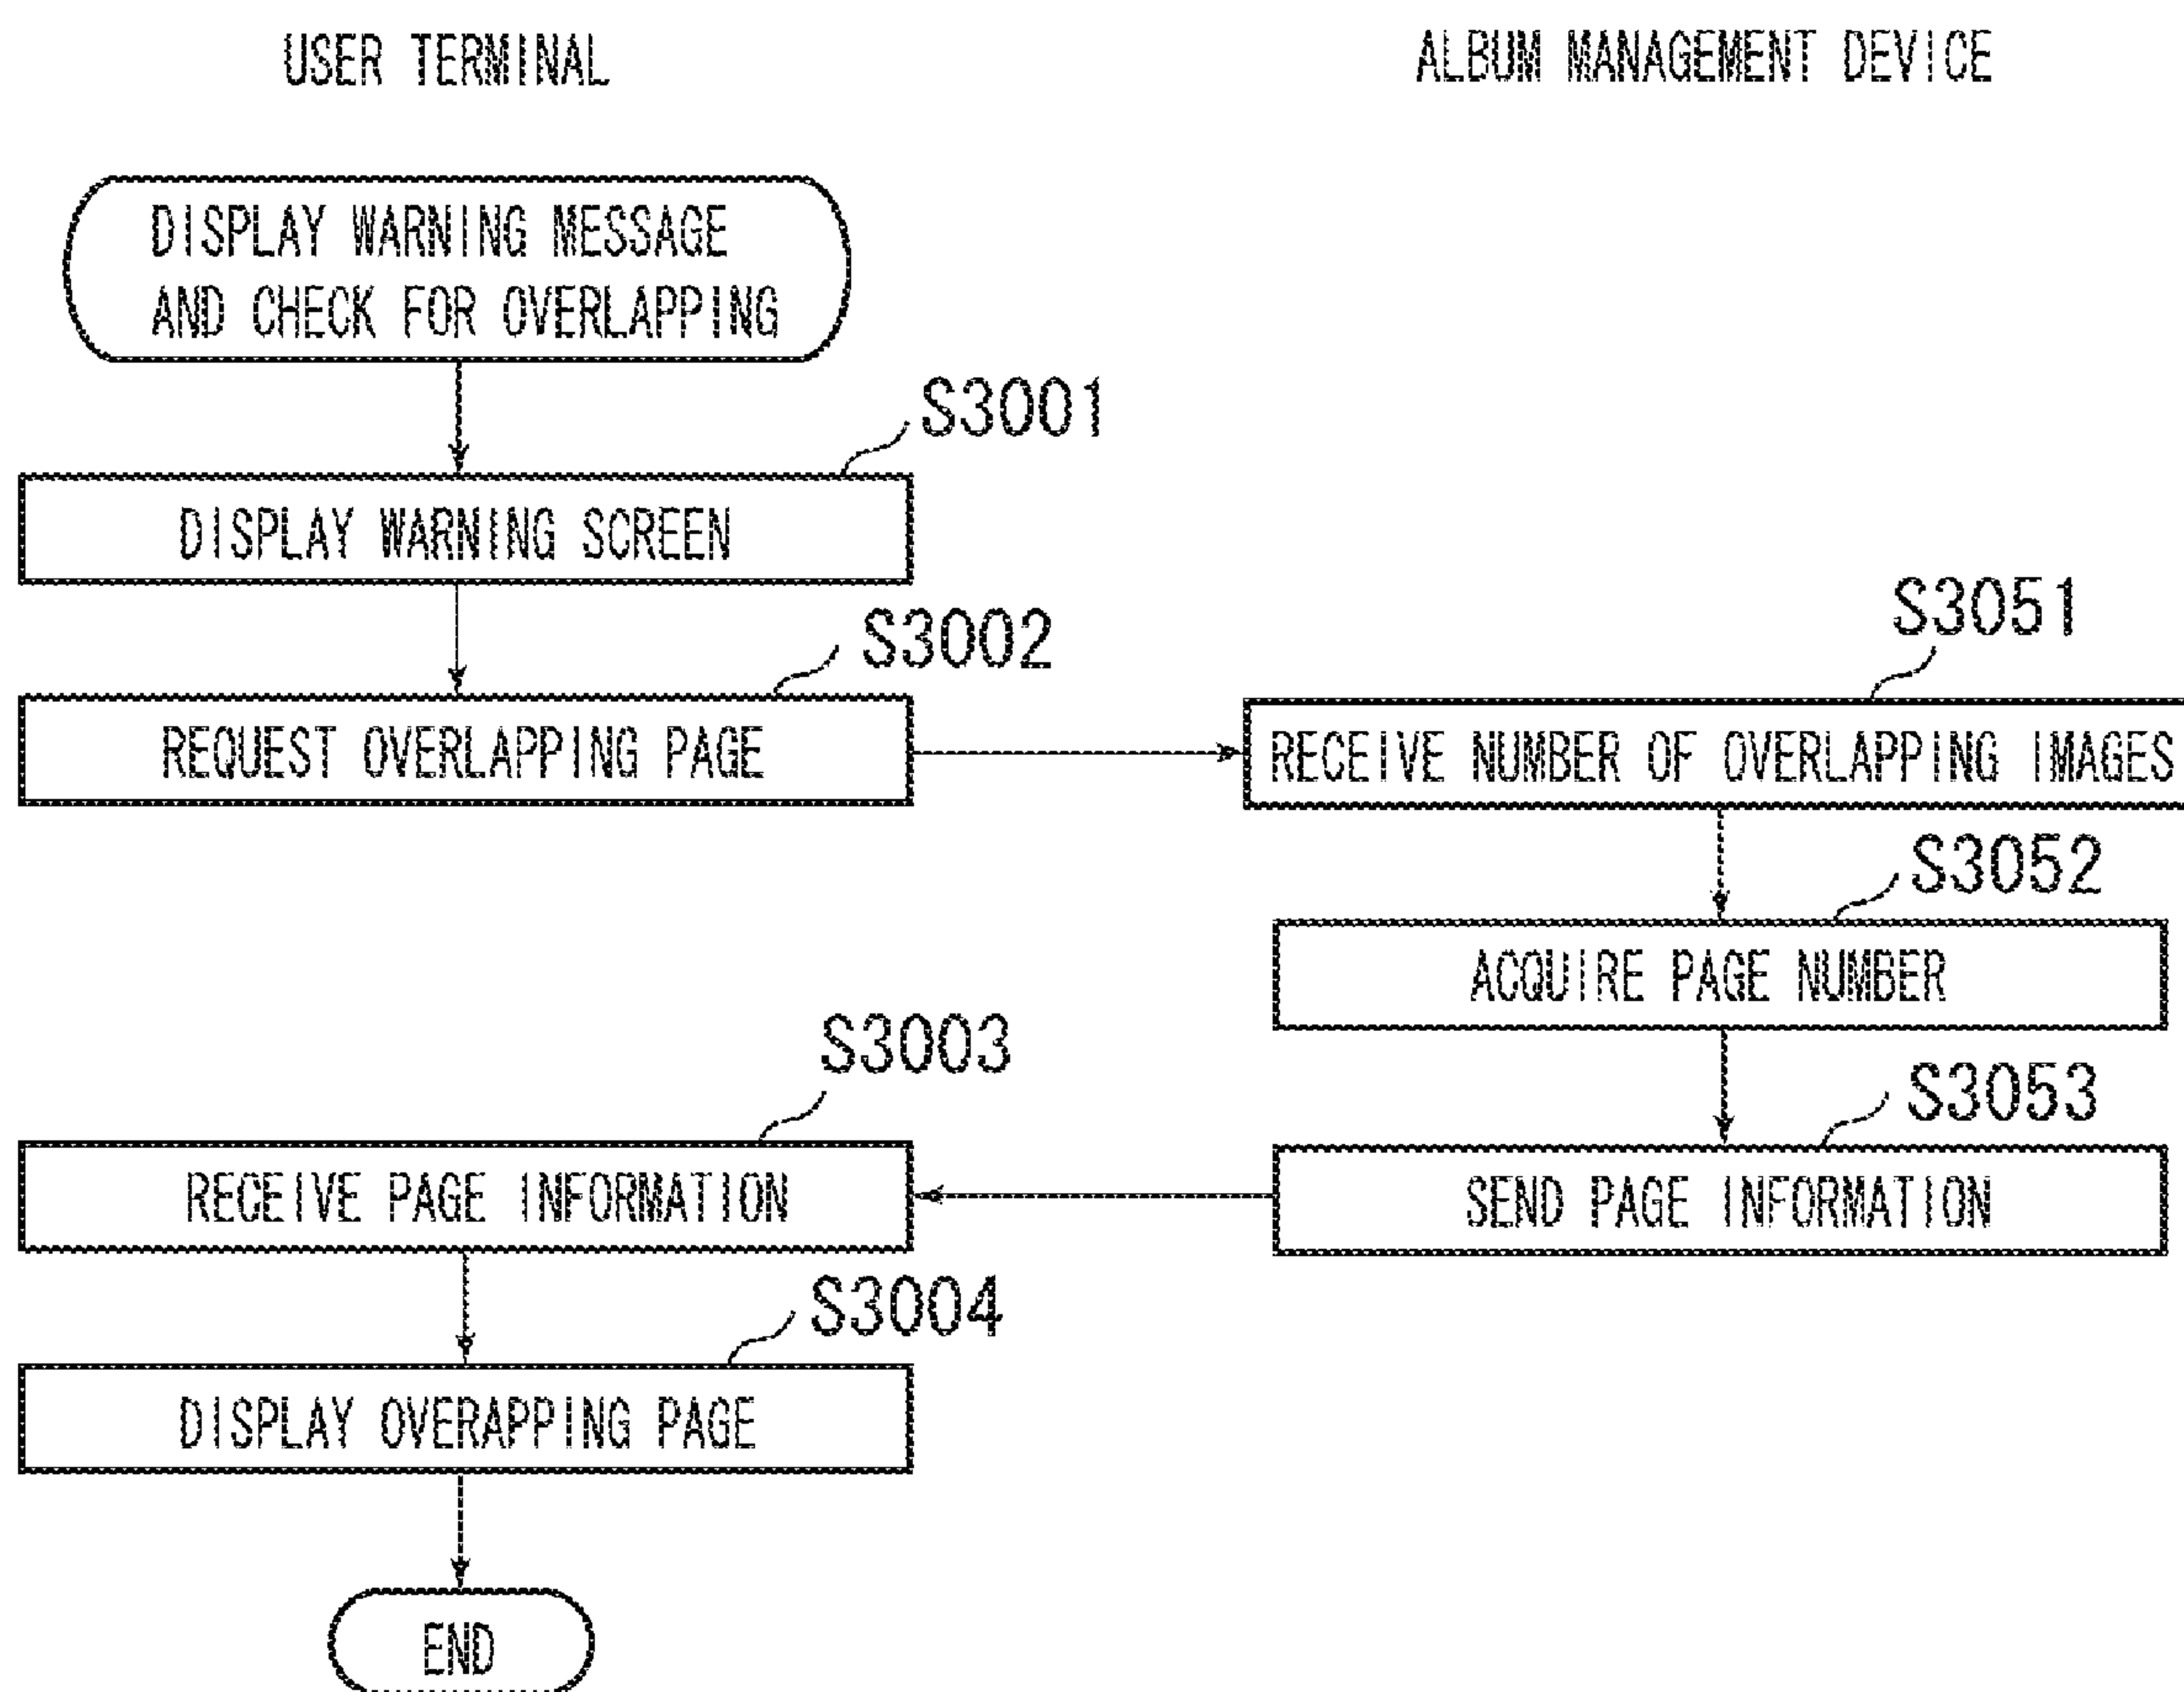 USER TERMINAL
ALBUM MANAGEMENT DEVICE
DISPLAY WARNING MESSAGE
AND CHECK FOR OVERLAPPING
S3001
DISPLAY WARNING SCREEN
S3002
REQUEST OVERLAPPING PAGE
S3051
RECEIVE NUMBER OF OVERLAPPING IMAGES
S3052
ACQUIRE PAGE NUMBER
S3053
SEND PAGE INFORMATION
S3003
RECEIVE PAGE INFORMATION
S3004
DISPLAY OVERAPPING PAGE
END